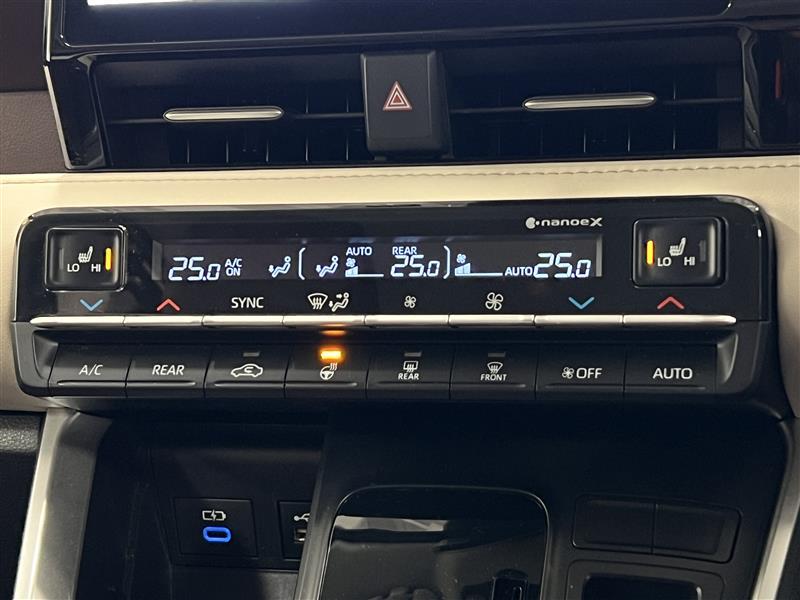 nanoeX
LO HI
25.0 A/C ON
AUTO
REAR 25.0
AUTO 25.0
LO HI
SYNC
A/C
REAR
REAR
FRONT
OFF
AUTO